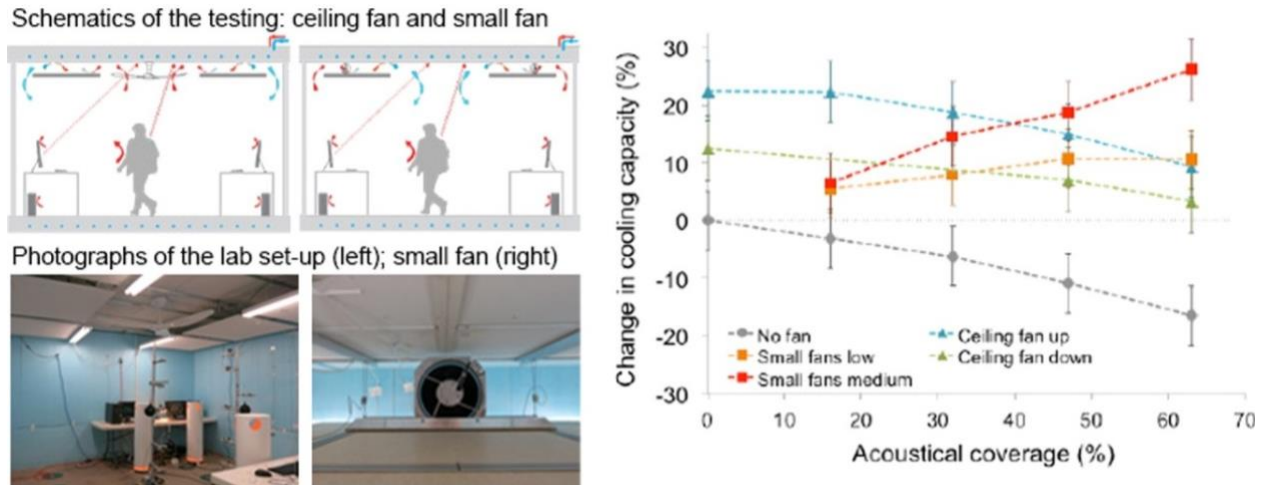 Schematics of the testing: ceiling fan and small fan
Photographs of the lab set-up (left); small fan (right)
Change in cooling capacity (%)
30
20
10
0
-10
-20
-30
No fan
Small fans low
Small fans medium
Ceiling fan up
Ceiling fan down
0 10 20 30 40 50 60 70
Acoustical coverage (%)